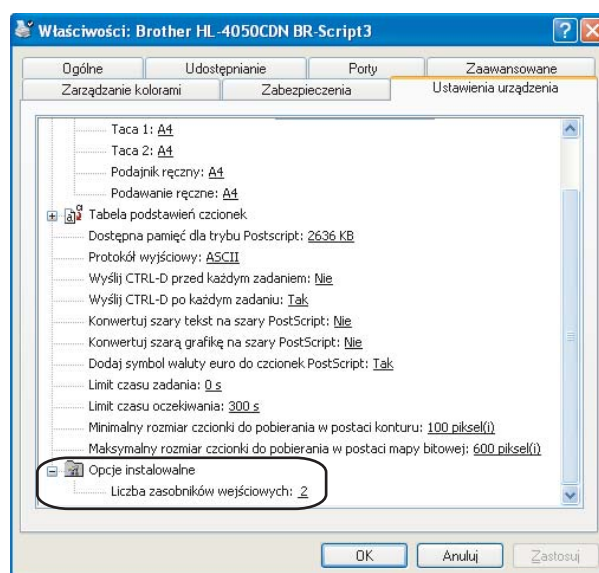 Właściwości: Brother HL-4050CDN BR-Script3
Ogólne Udostępnianie Porty Zaawansowane
Zarządzanie kolorami Zabezpieczenia Ustawienia urządzenia
Taca 1: A4
Taca 2: A4
Podajnik ręczny: A4
Podawanie ręczne: A4
Tabela podstawień czcionek
Dostępna pamięć dla trybu Postscript: 2636 KB
Protokół wyjściowy: ASCII
Wyślij CTRL-D przed każdym zadaniem: Nie
Wyślij CTRL-D po każdym zadaniu: Tak
Konwertuj szary tekst na szary PostScript: Nie
Konwertuj szarą grafikę na szary PostScript: Nie
Dodaj symbol waluty euro do czcionek PostScript: Tak
Limit czasu zadania: 0 s
Limit czasu oczekiwania: 300 s
Minimalny rozmiar czcionki do pobierania w postaci konturu: 100 piksel(i)
Maksymalny rozmiar czcionki do pobierania w postaci mapy bitowej: 600 piksel(i)
Opcje instalowalne
Liczba zasobników wejściowych: 2
OK Anuluj Zastosuj